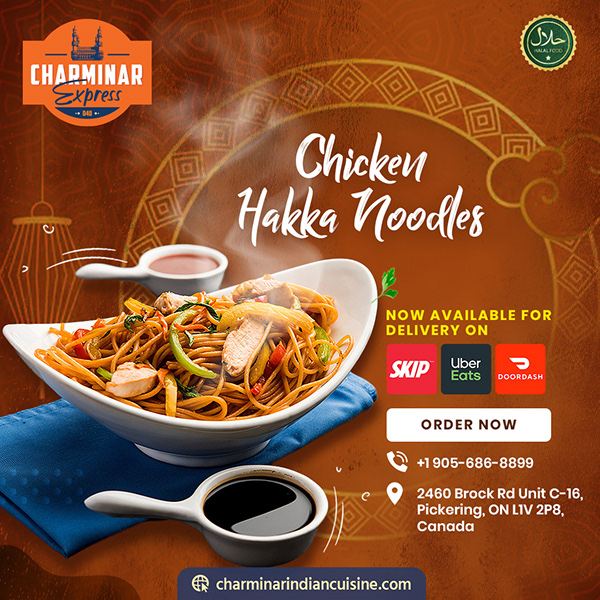 CHARMINAR
Express
040
حلال
HALAL FOOD
Chicken
Hakka Noodles
NOW AVAILABLE FOR
DELIVERY ON
SKIP
Uber
Eats
DOORDASH
ORDER NOW
+1 905-686-8899
2460 Brock Rd Unit C-16,
Pickering, ON L1V 2P8,
Canada
charminarindiancuisine.com